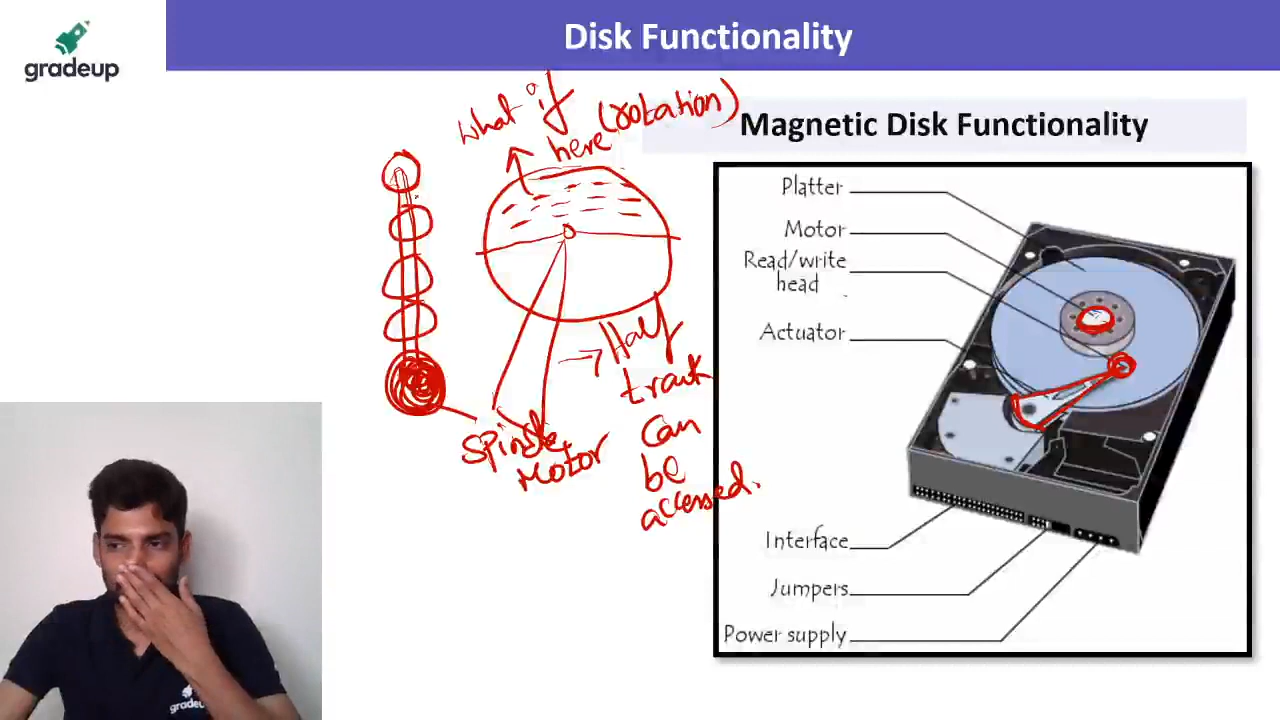 gradeup
Disk Functionality
Magnetic Disk Functionality
what if
here (rotation)
Half
track
can
be
accessed.
Spindle
Motor
Platter
Motor
Read/write
head
Actuator
Interface
Jumpers
Power supply
gradeup